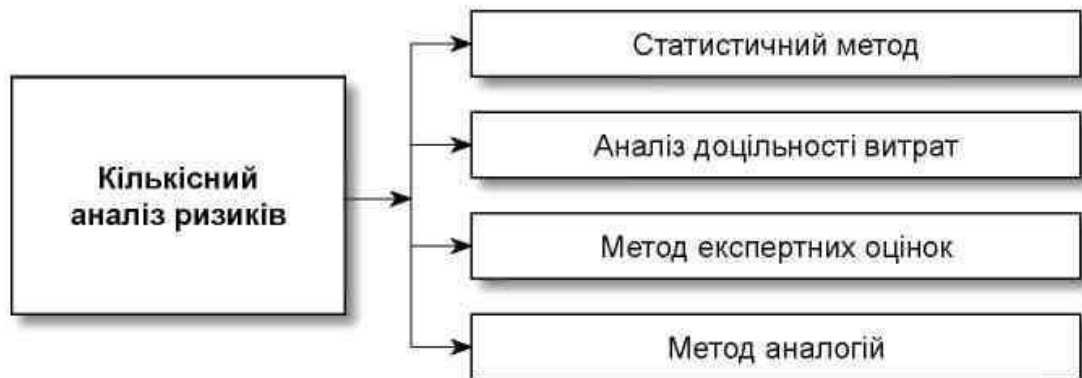 Кількісний
аналіз ризиків
Статистичний метод
Аналіз доцільності витрат
Метод експертних оцінок
Метод аналогій